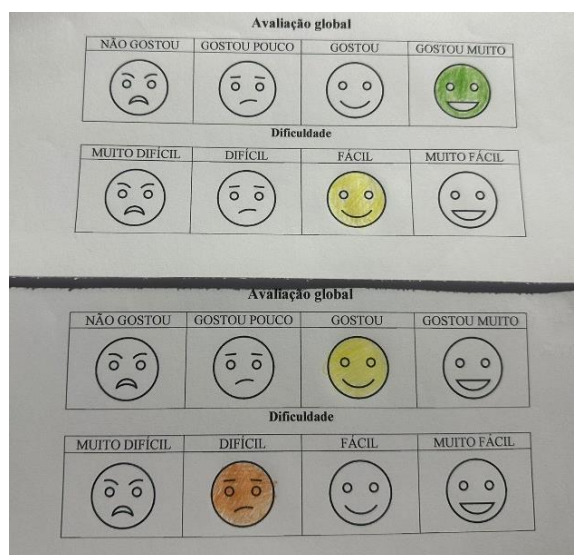 Avaliação global
NÃO GOSTOU GOSTOU POUCO GOSTOU GOSTOU MUITO
Dificuldade
MUITO DIFÍCIL DIFÍCIL FÁCIL MUITO FÁCIL
Avaliação global
NÃO GOSTOU GOSTOU POUCO GOSTOU GOSTOU MUITO
Dificuldade
MUITO DIFÍCIL DIFÍCIL FÁCIL MUITO FÁCIL